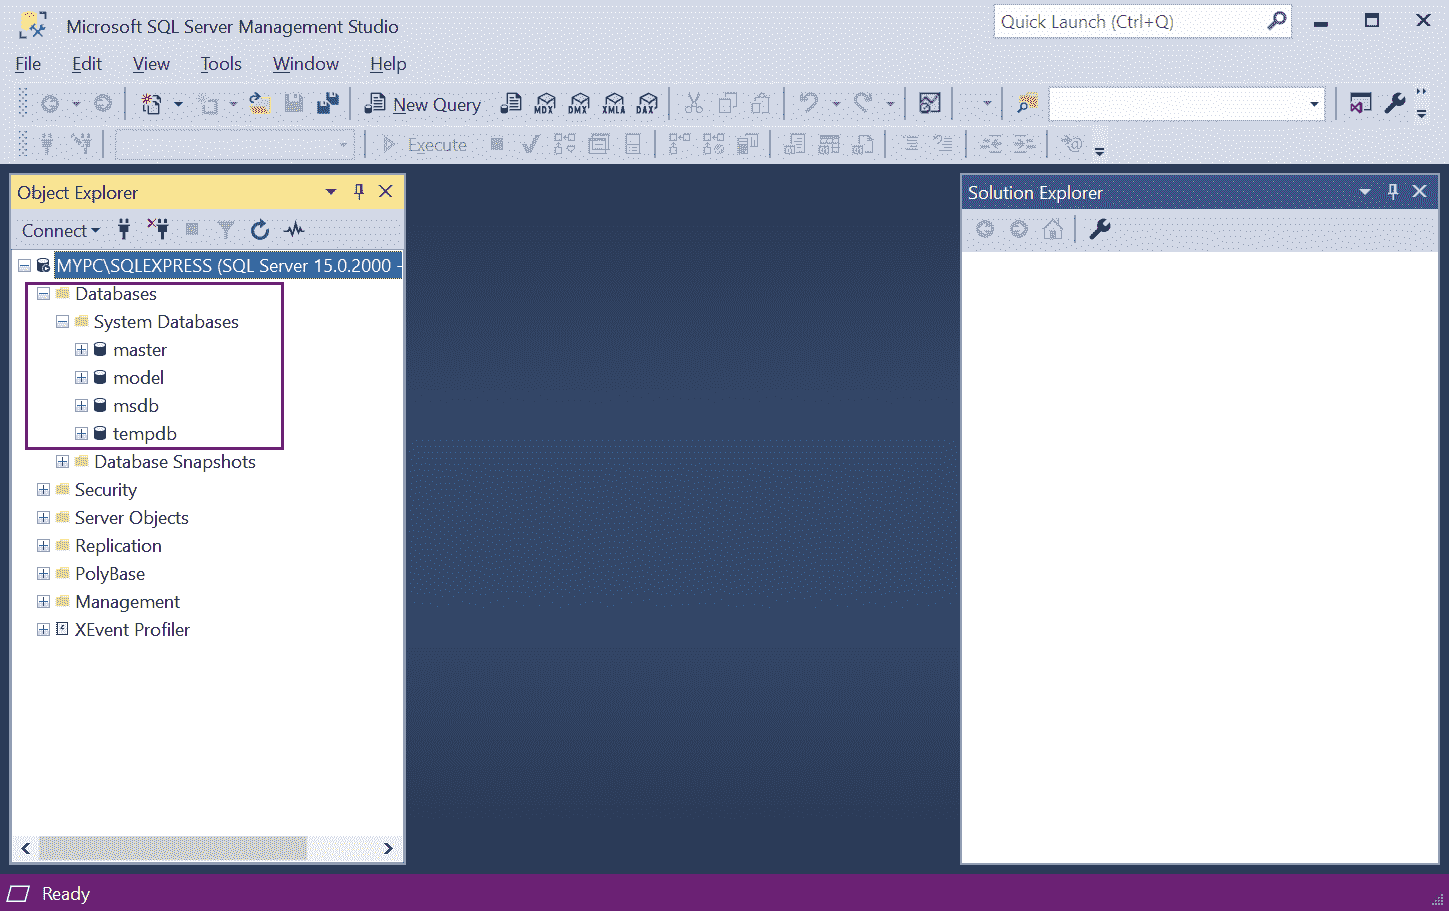 Microsoft SQL Server Management Studio
Quick Launch (Ctrl+Q)
File Edit View Tools Window Help
New Query MDX DMX XMLA DAX
Execute
Object Explorer
Connect
MYPC\SQLEXPRESS (SQL Server 15.0.2000 -
Databases
System Databases
master
model
msdb
tempdb
Database Snapshots
Security
Server Objects
Replication
PolyBase
Management
XEvent Profiler
Solution Explorer
Ready